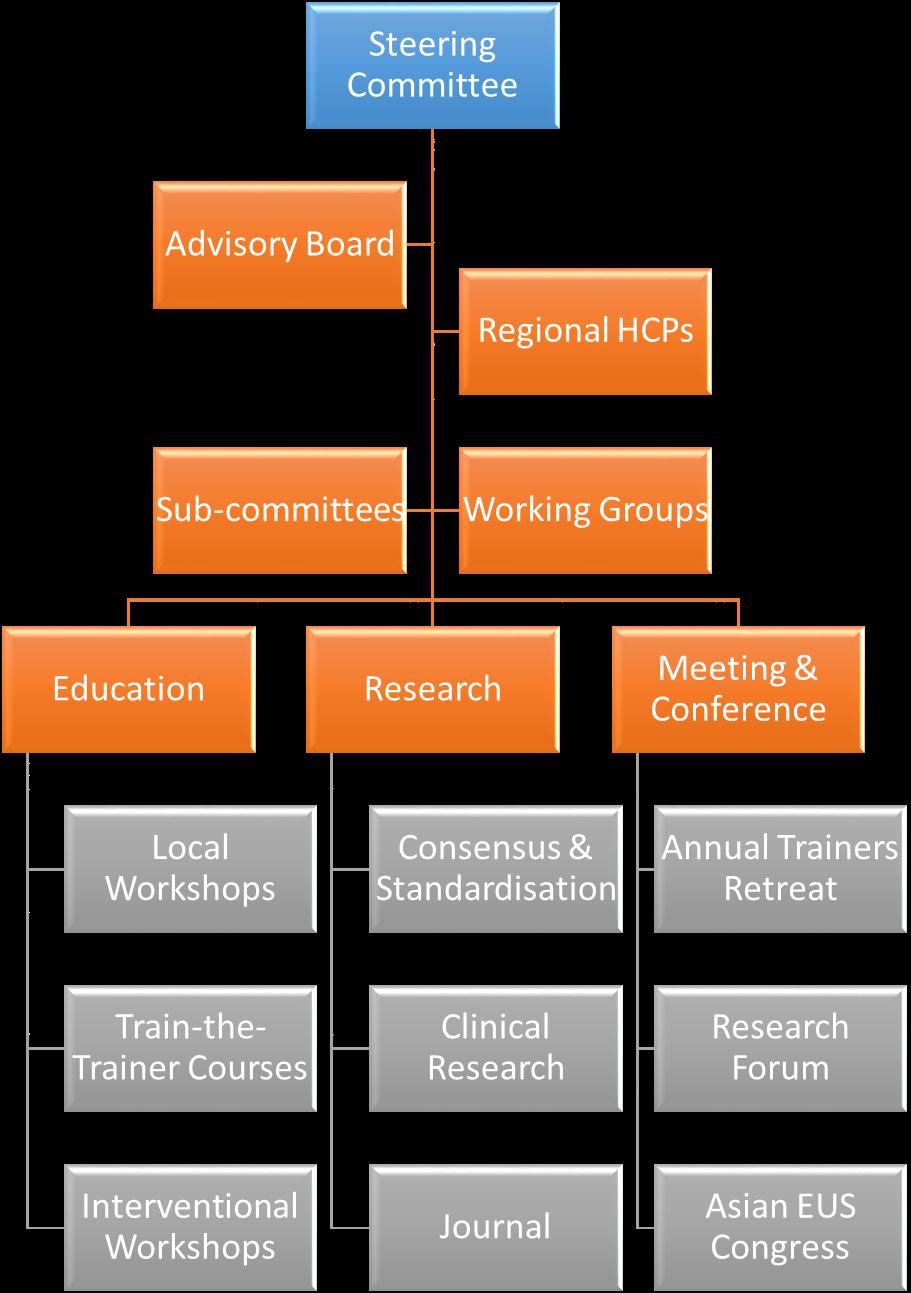 Steering
Committee
Advisory Board
Regional HCPs
Sub-committees
Working Groups
Education
Research
Meeting &
Conference
Local
Workshops
Consensus &
Standardisation
Annual Trainers
Retreat
Train-the-
Trainer Courses
Clinical
Research
Research
Forum
Interventional
Workshops
Journal
Asian EUS
Congress